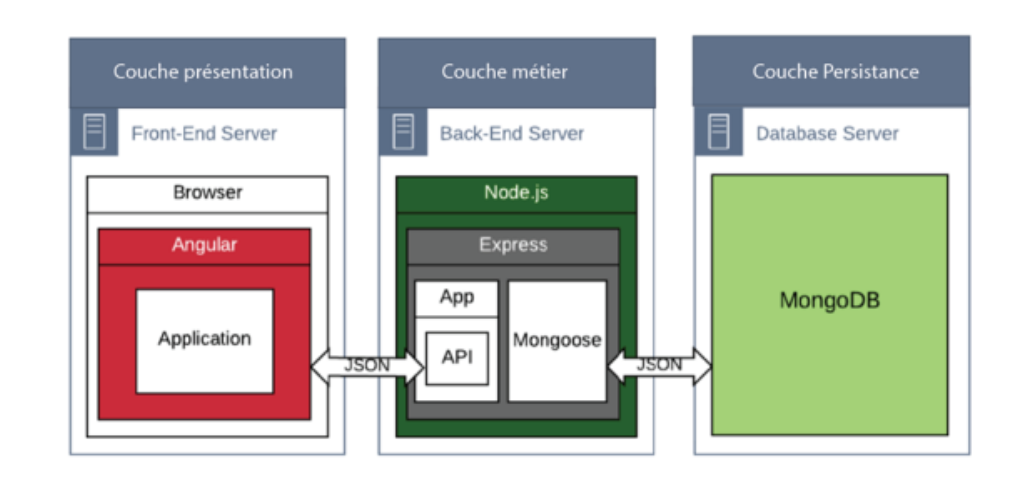 Couche présentation
Couche métier
Couche Persistance
Front-End Server
Back-End Server
Database Server
Browser
Angular
Application
JSON
Node.js
Express
App
API
Mongoose
JSON
MongoDB